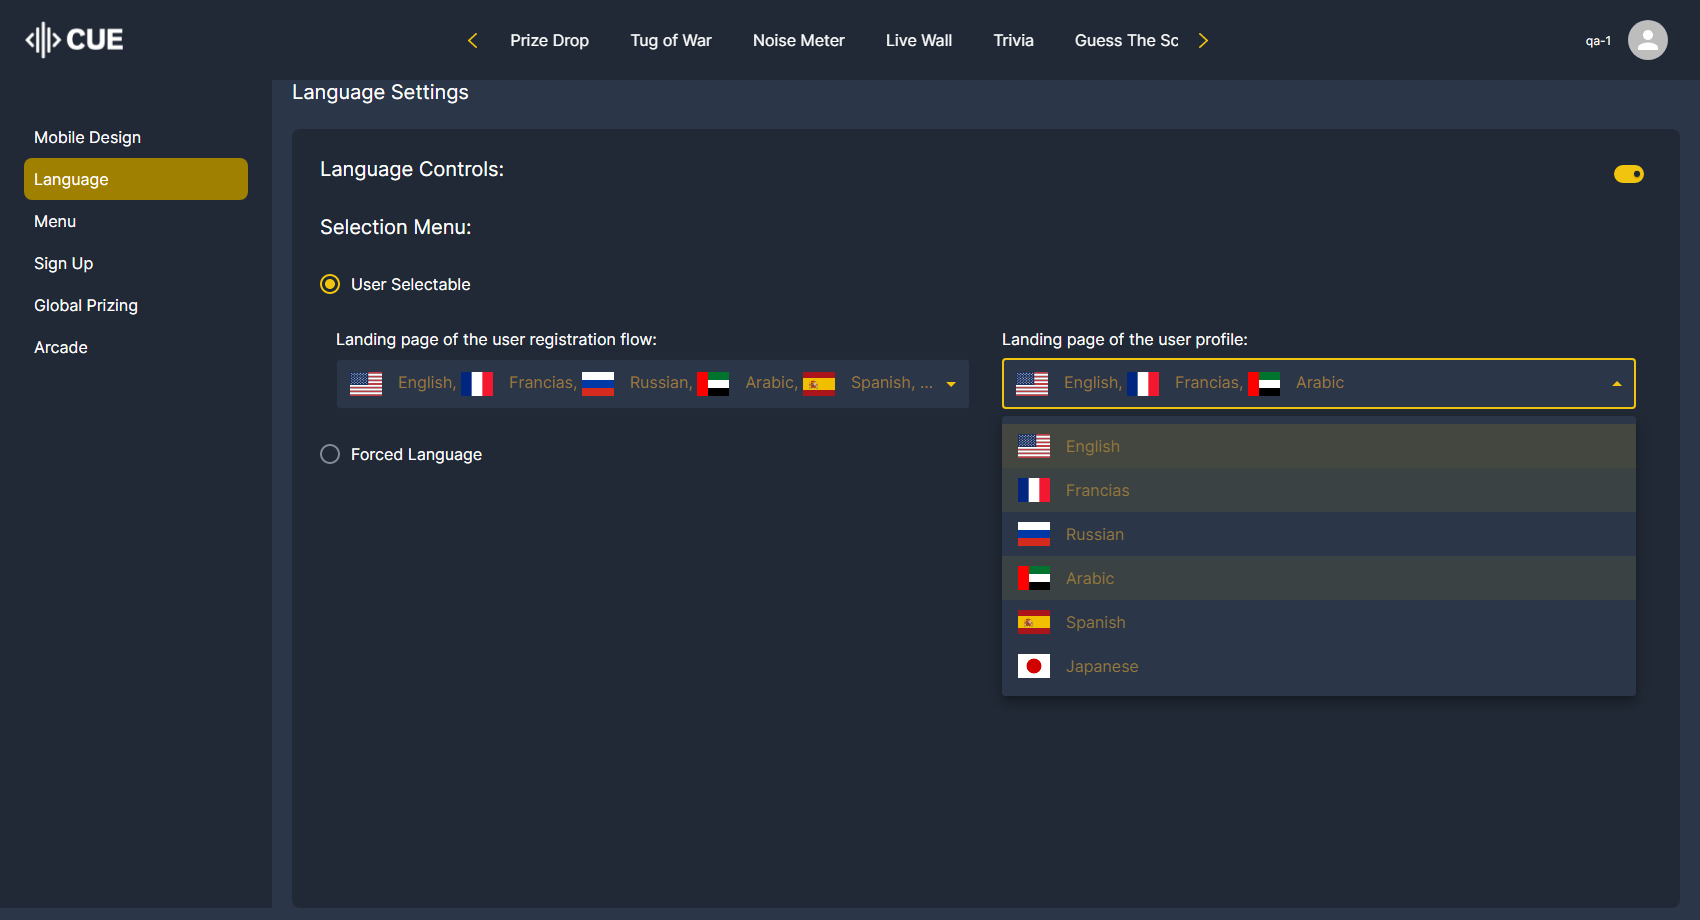 CUE
Prize Drop
Tug of War
Noise Meter
Live Wall
Trivia
Guess The Sc
qa-1
Mobile Design
Language
Menu
Sign Up
Global Prizing
Arcade
Language Settings
Language Controls:
Selection Menu:
User Selectable
Landing page of the user registration flow:
English, Francias, Russian, Arabic, Spanish, ...
Forced Language
Landing page of the user profile:
English, Francias, Arabic
English
Francias
Russian
Arabic
Spanish
Japanese